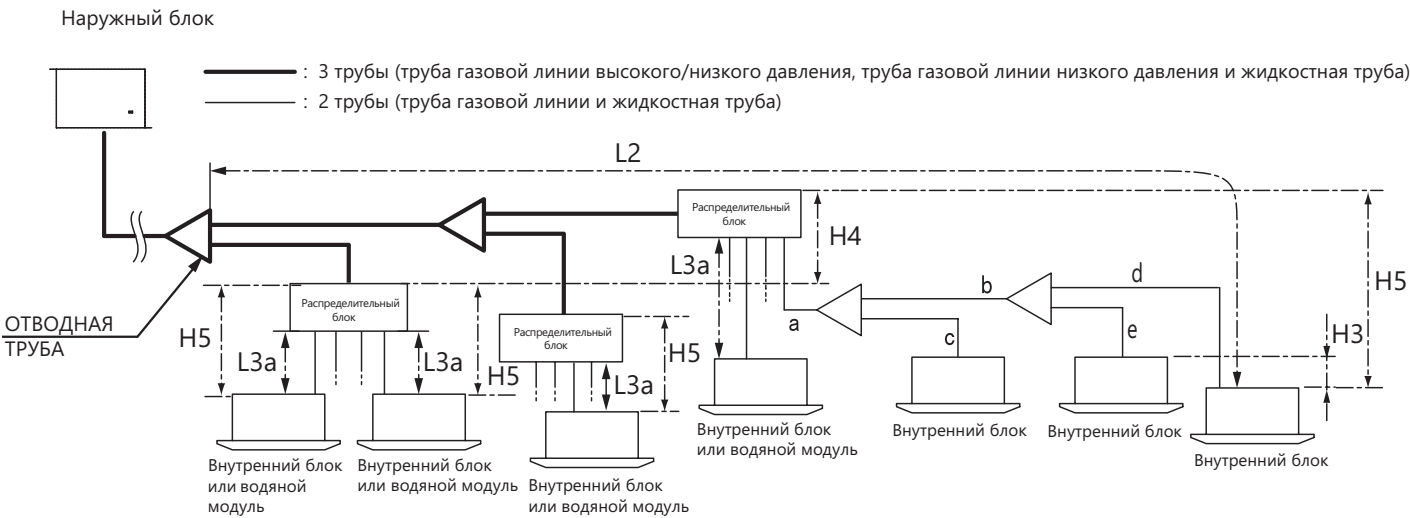 Наружный блок
: 3 трубы (труба газовой линии высокого/низкого давления, труба газовой линии низкого давления и жидкостная труба)
: 2 трубы (труба газовой линии и жидкостная труба)
L2
Распределительный
блок
H4
L3a
H5
b
d
a
c
e
H3
ОТВОДНАЯ
ТРУБА
Распределительный
блок
H5
L3a
L3a
H5
Распределительный
блок
H5
L3a
Внутренний блок
или водяной
модуль
Внутренний блок
или водяной модуль
Внутренний блок
или водяной модуль
Внутренний блок
или водяной модуль
Внутренний блок
Внутренний блок
Внутренний блок